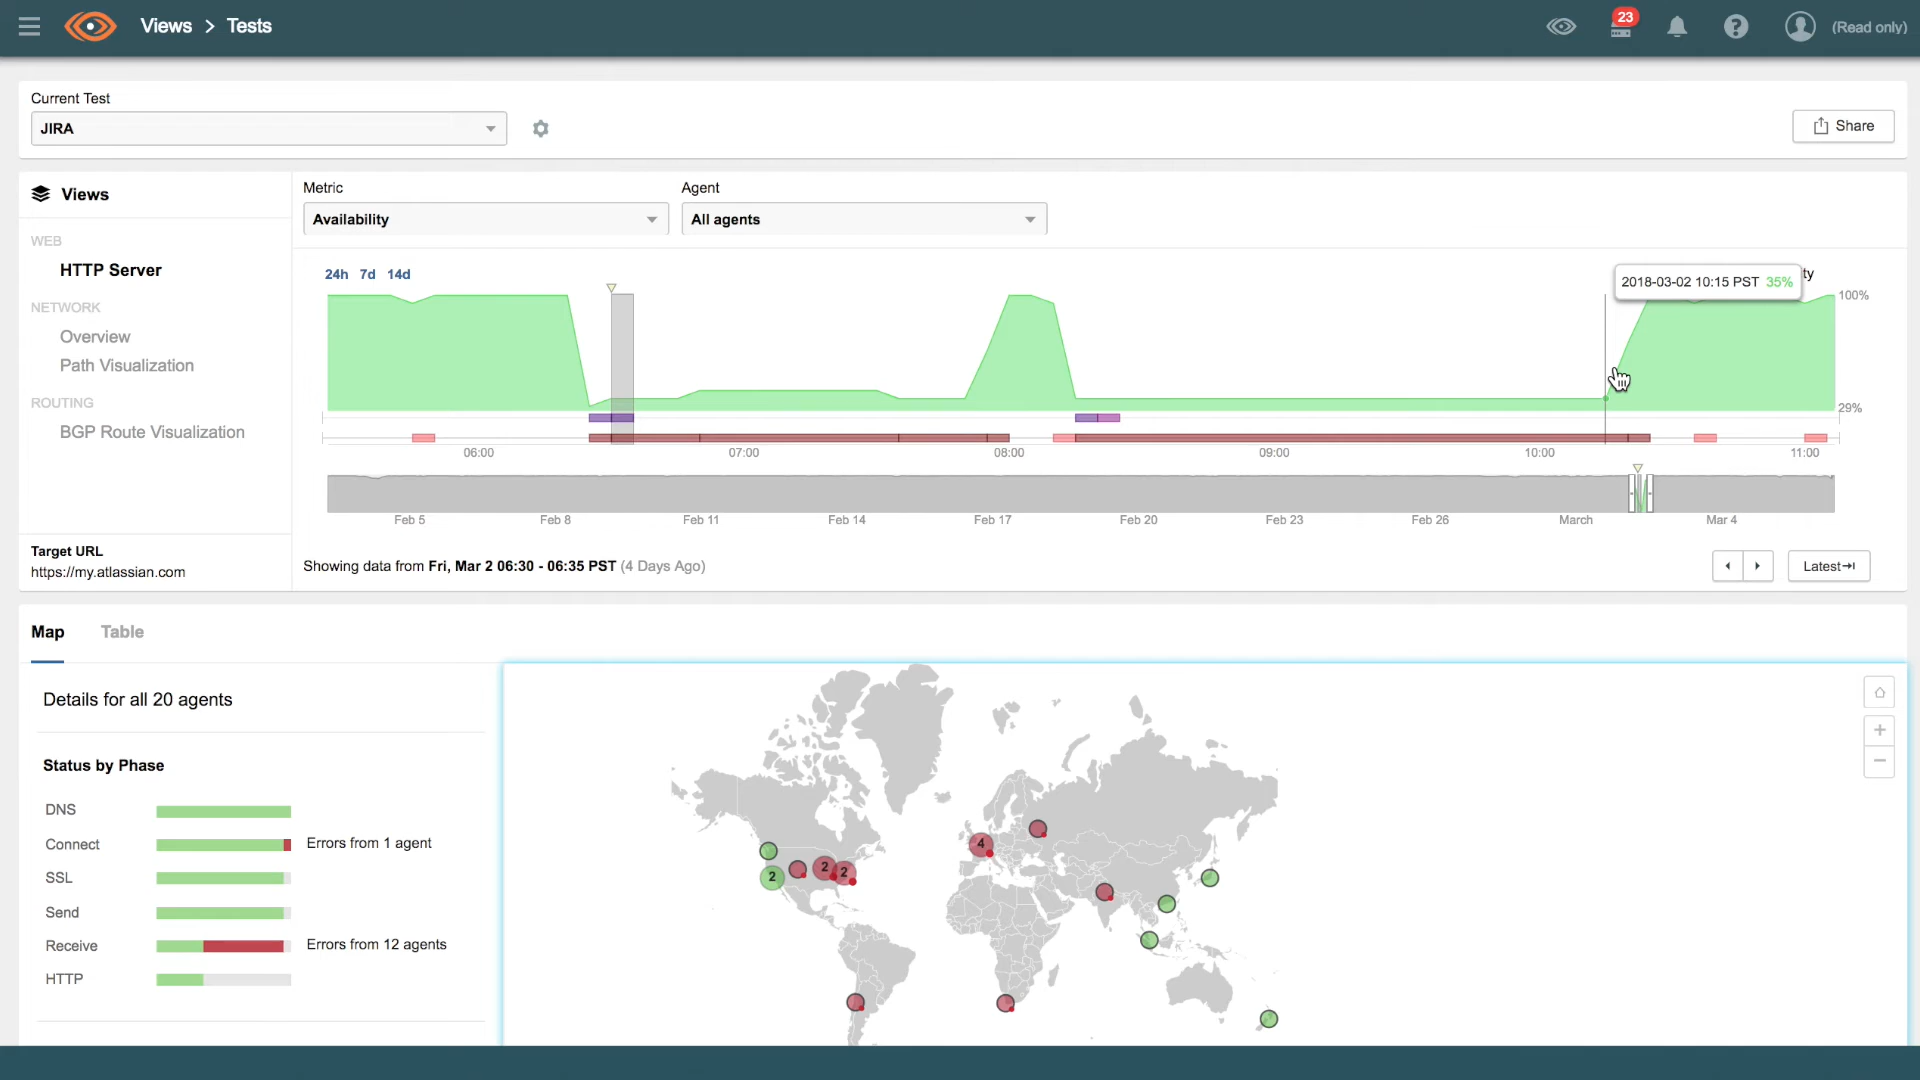 Views > Tests
23
(Read only)
Current Test
JIRA
Share
Views
WEB
HTTP Server
NETWORK
Overview
Path Visualization
ROUTING
BGP Route Visualization
Target URL
https://my.atlassian.com
Metric
Agent
Availability
All agents
24h 7d 14d
2018-03-02 10:15 PST 35%
ty
100%
29%
06:00 07:00 08:00 09:00 10:00 11:00
Feb 5 Feb 8 Feb 11 Feb 14 Feb 17 Feb 20 Feb 23 Feb 26 March Mar 4
Showing data from Fri, Mar 2 06:30 - 06:35 PST (4 Days Ago)
Latest
Map Table
Details for all 20 agents
Status by Phase
DNS
Connect Errors from 1 agent
SSL
Send
Receive Errors from 12 agents
HTTP
4
2
2
2